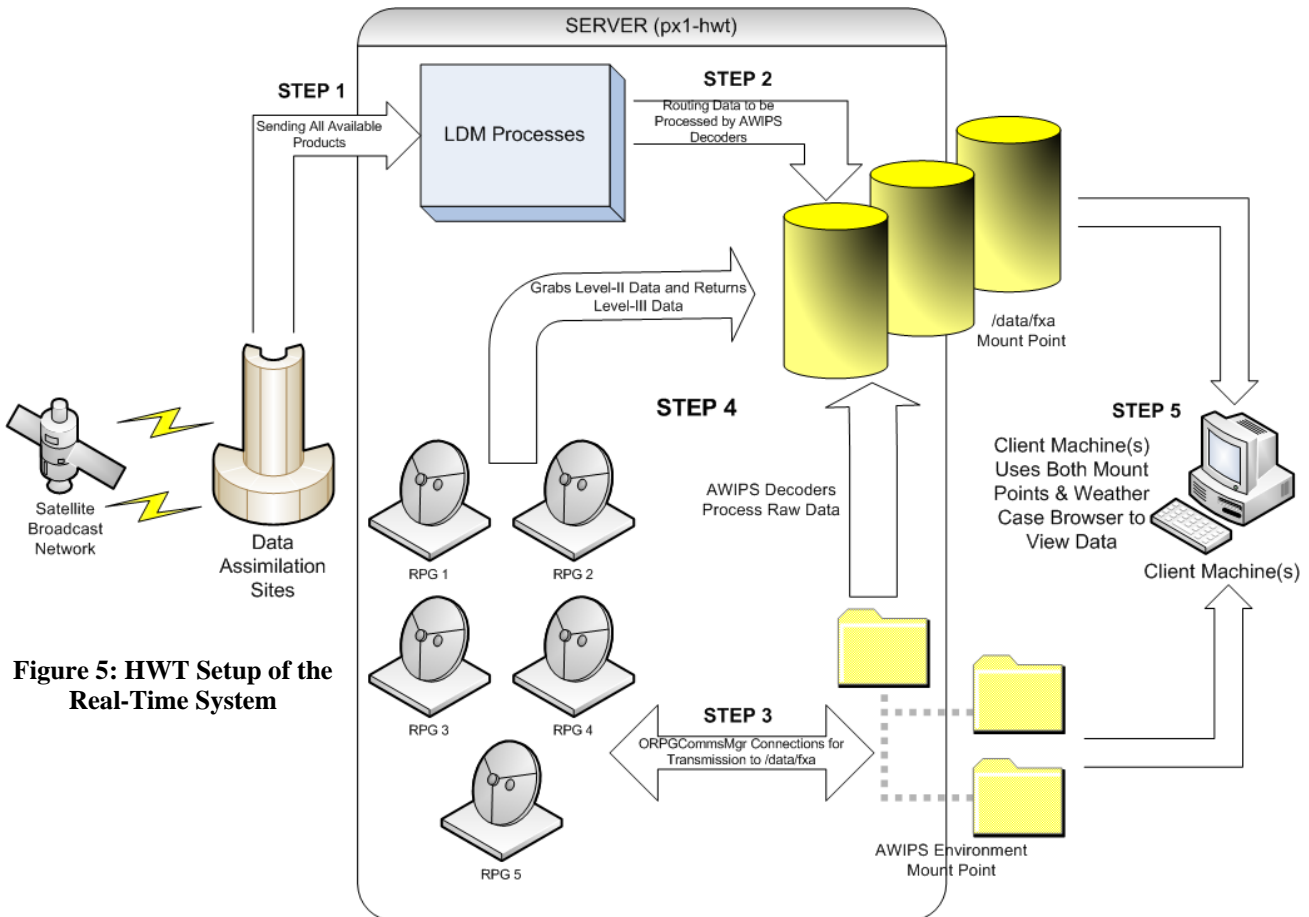 SERVER (px1-hwt)
STEP 1
Sending All Available
Products
LDM Processes
STEP 2
Routing Data to be
Processed by AWIPS
Decoders
Grabs Level-II Data and Returns
Level-III Data
/data/fxa
Mount Point
STEP 4
Satellite
Broadcast
Network
Data
Assimilation
Sites
RPG 1
RPG 2
AWIPS Decoders
Process Raw Data
STEP 5
Client Machine(s)
Uses Both Mount
Points & Weather
Case Browser to
View Data
Client Machine(s)
Figure 5: HWT Setup of the
Real-Time System
RPG 3
RPG 4
STEP 3
ORPGCommsMgr Connections for
Transmission to /data/fxa
RPG 5
AWIPS Environment
Mount Point